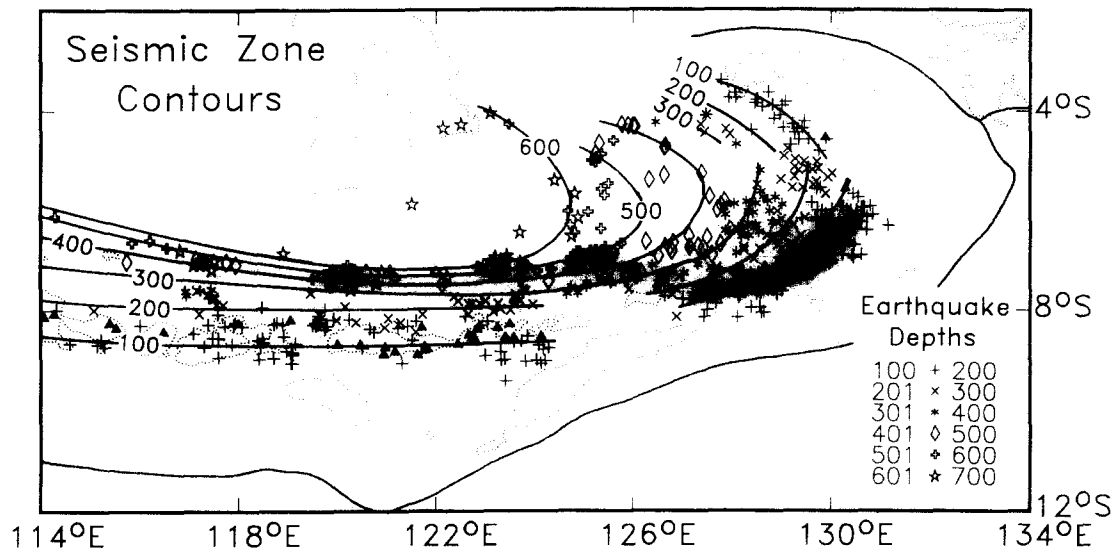 Seismic Zone
Contours
100
200
300
600
500
400
300
200
100
4°S
8°S
12°S
Earthquake
Depths
100 + 200
201 × 300
301 * 400
401 ◇ 500
501 ✚ 600
601 ☆ 700
114°E 118°E 122°E 126°E 130°E 134°E